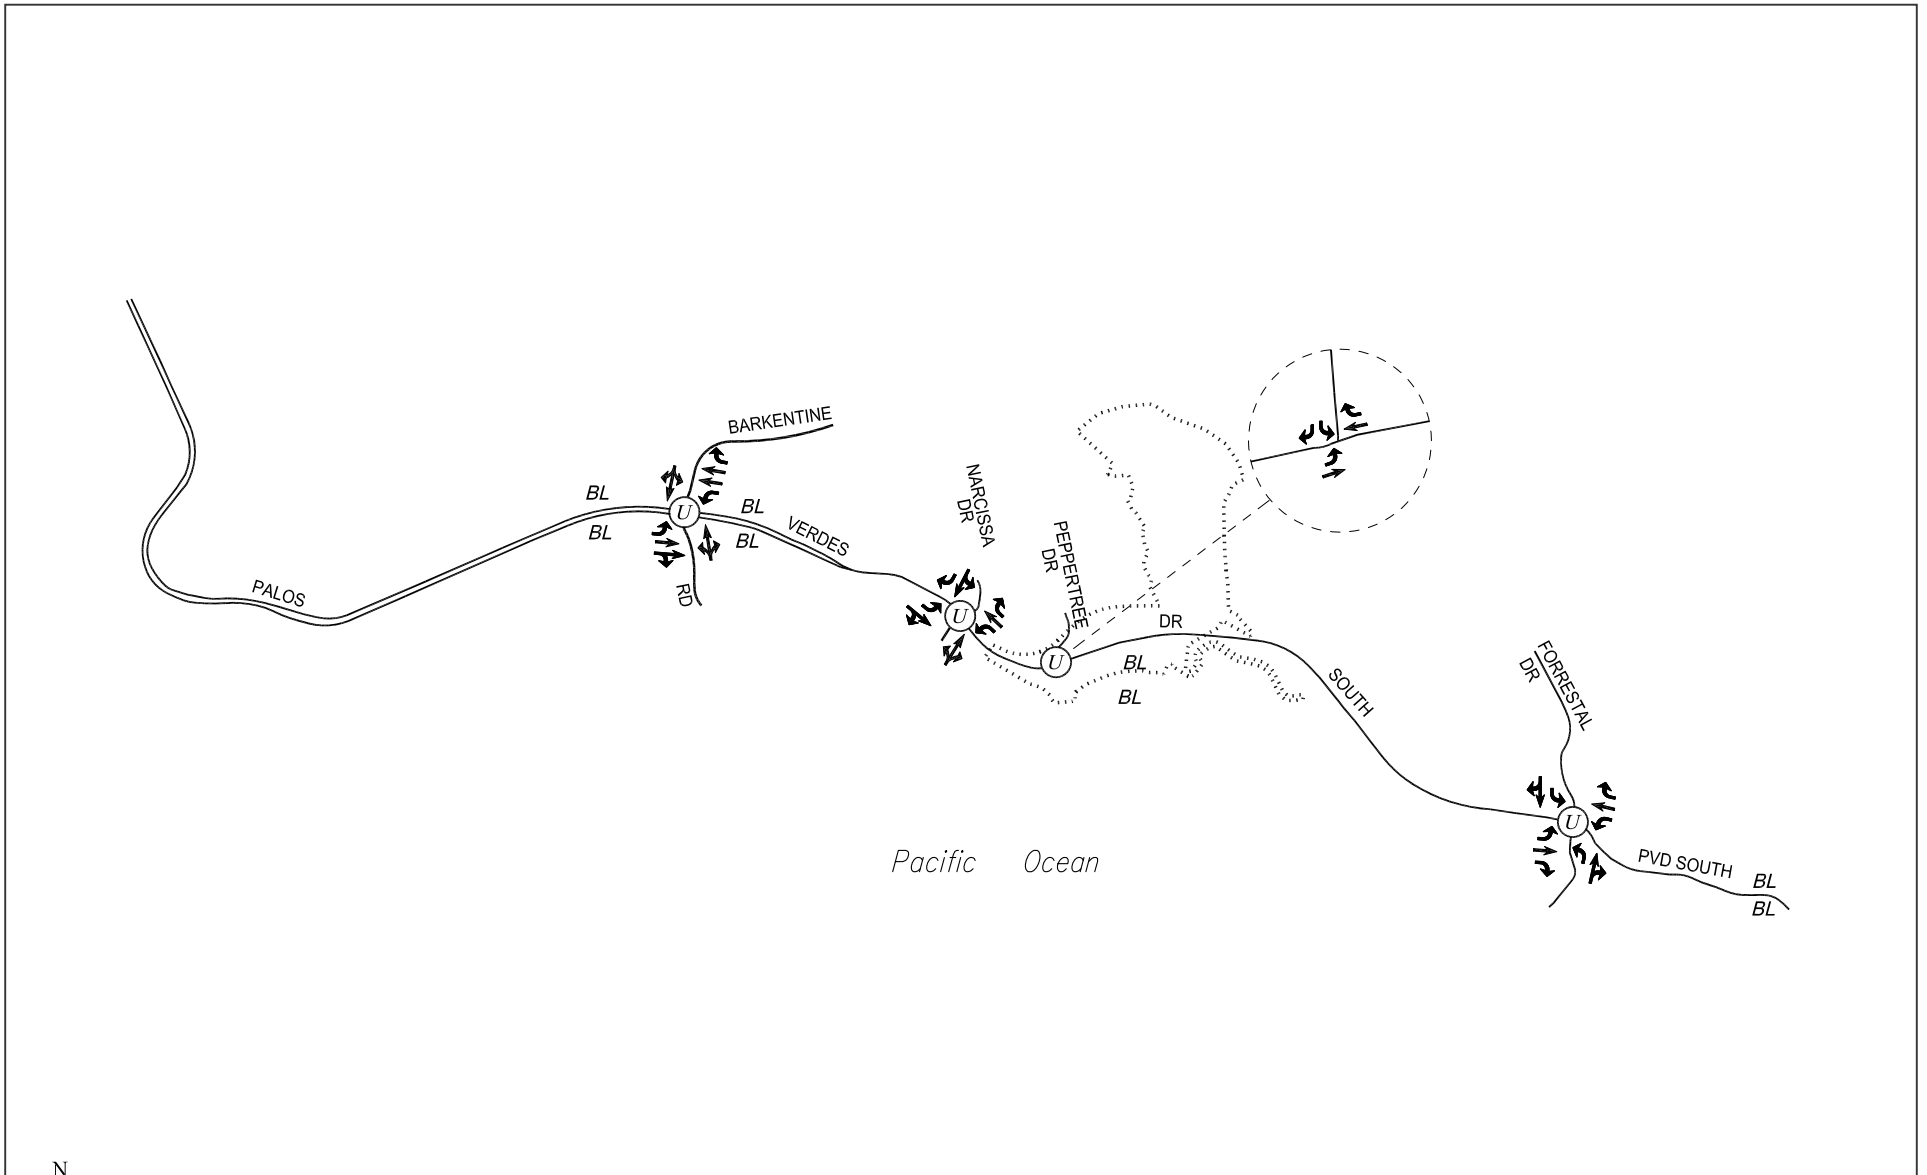 BARKENTINE
BL
BL
BL
BL
U
VERDES
RD
PALOS
NARCISSA
DR
U
PEPPERTREE
DR
U
DR
BL
BL
SOUTH
FORRESTAL
DR
U
PVD SOUTH
BL
BL
Pacific Ocean
N